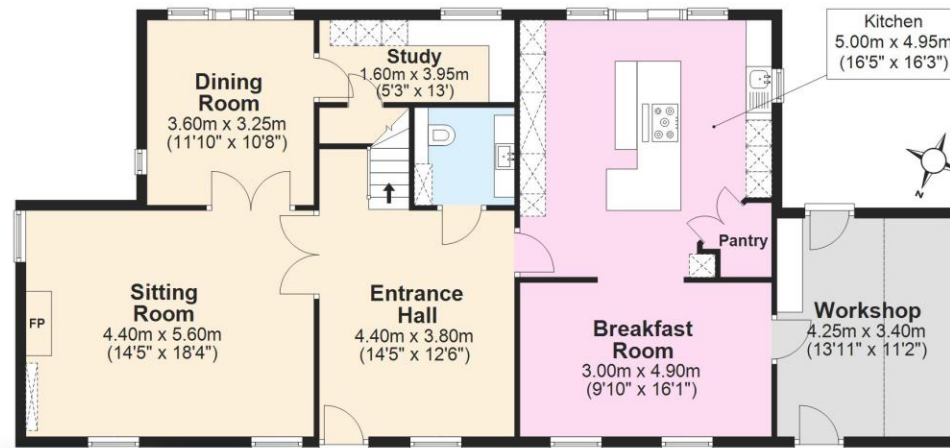 Dining
Room
3.60m x 3.25m
(11'10" x 10'8")
Study
1.60m x 3.95m
(5'3" x 13')
Kitchen
5.00m x 4.95m
(16'5" x 16'3")
N
Pantry
Sitting
Room
4.40m x 5.60m
(14'5" x 18'4")
FP
Entrance
Hall
4.40m x 3.80m
(14'5" x 12'6")
Breakfast
Room
3.00m x 4.90m
(9'10" x 16'1")
Workshop
4.25m x 3.40m
(13'11" x 11'2")